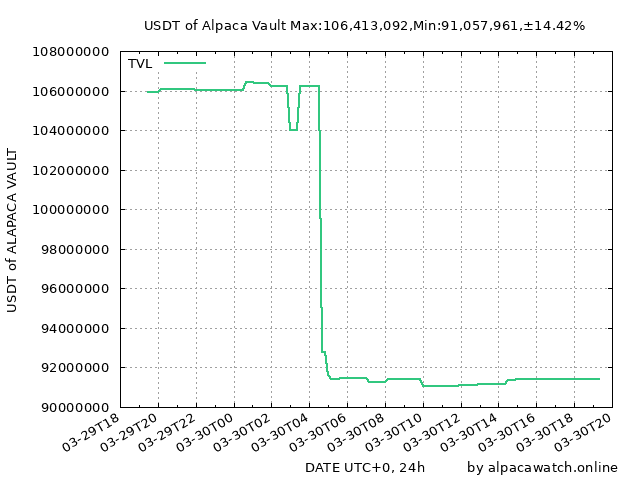 USDT of Alpaca Vault Max:106,413,092,Min:91,057,961,±14.42%
TVL
108000000
106000000
104000000
102000000
100000000
98000000
96000000
94000000
92000000
90000000
USDT of ALAPACA VAULT
03-29T18
03-29T20
03-29T22
03-30T00
03-30T02
03-30T04
03-30T06
03-30T08
03-30T10
03-30T12
03-30T14
03-30T16
03-30T18
03-30T20
DATE UTC+0, 24h
by alpacawatch.online